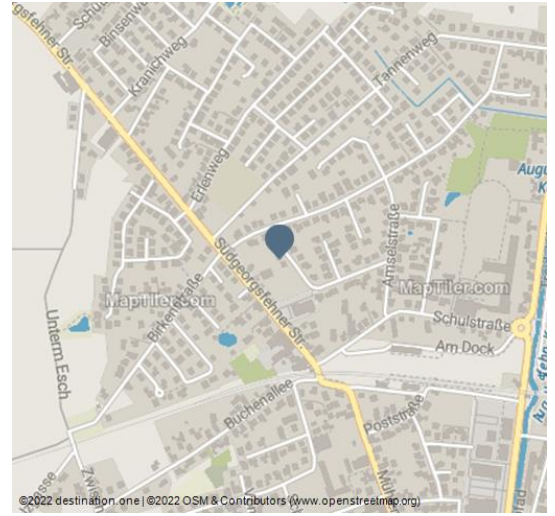 Schul
Binsenweg
Kranichweg
Tannenweg
Erlenweg
Augu
K
Amselstraße
Südgeorgsfehner Str.
MapTiler.com
MapTiler.com
Birkenstraße
Unterm Esch
Schulstraße
Am Dock
Buchenallee
Poststraße
©2022 destination.one | ©2022 OSM & Contributors (www.openstreetmap.org)